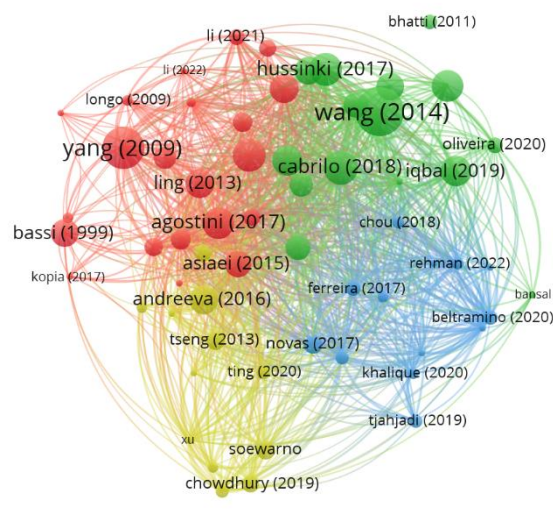 bhatti (2011)
li (2021)
hussinki (2017)
li (2022)
longo (2009)
wang (2014)
yang (2009)
oliveira (2020)
cabrilo (2018)
iqbal (2019)
ling (2013)
agostini (2017)
chou (2018)
bassi (1999)
asiaei (2015)
rehman (2022)
kopia (2017)
ferreira (2017)
bansal
andreeva (2016)
beltramino (2020)
tseng (2013)
novas (2017)
ting (2020)
khalique (2020)
tjahjadi (2019)
xu
soewarno
chowdhury (2019)